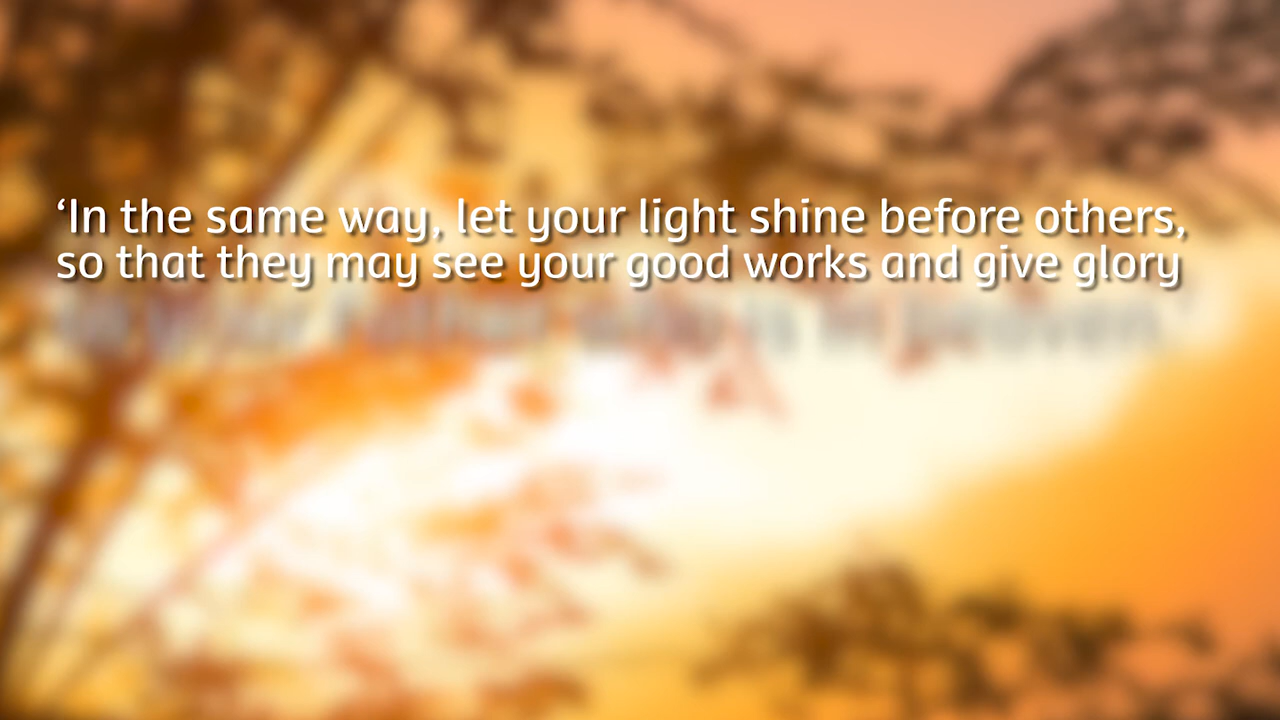 ‘In the same way, let your light shine before others,
so that they may see your good works and give glory